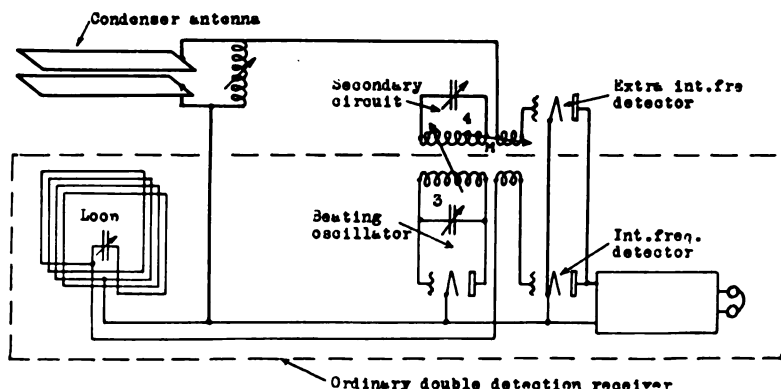 Condenser antenna
Secondary
circuit
4
M
Extra int.fre
detector
Loop
3
Beating
oscillator
Int.freq.
detector
Ordinary double detection receiver